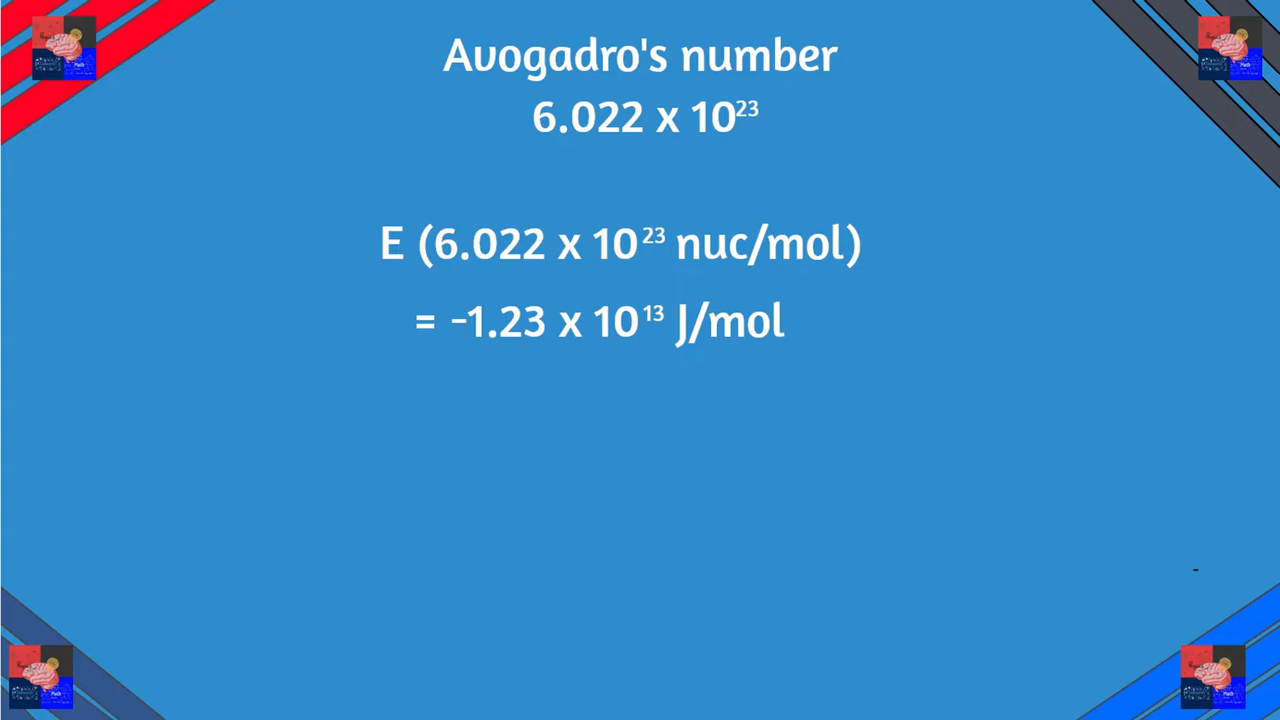 Avogadro's number
6.022 x 10²³
E (6.022 x 10²³ nuc/mol)
= -1.23 x 10¹³ J/mol